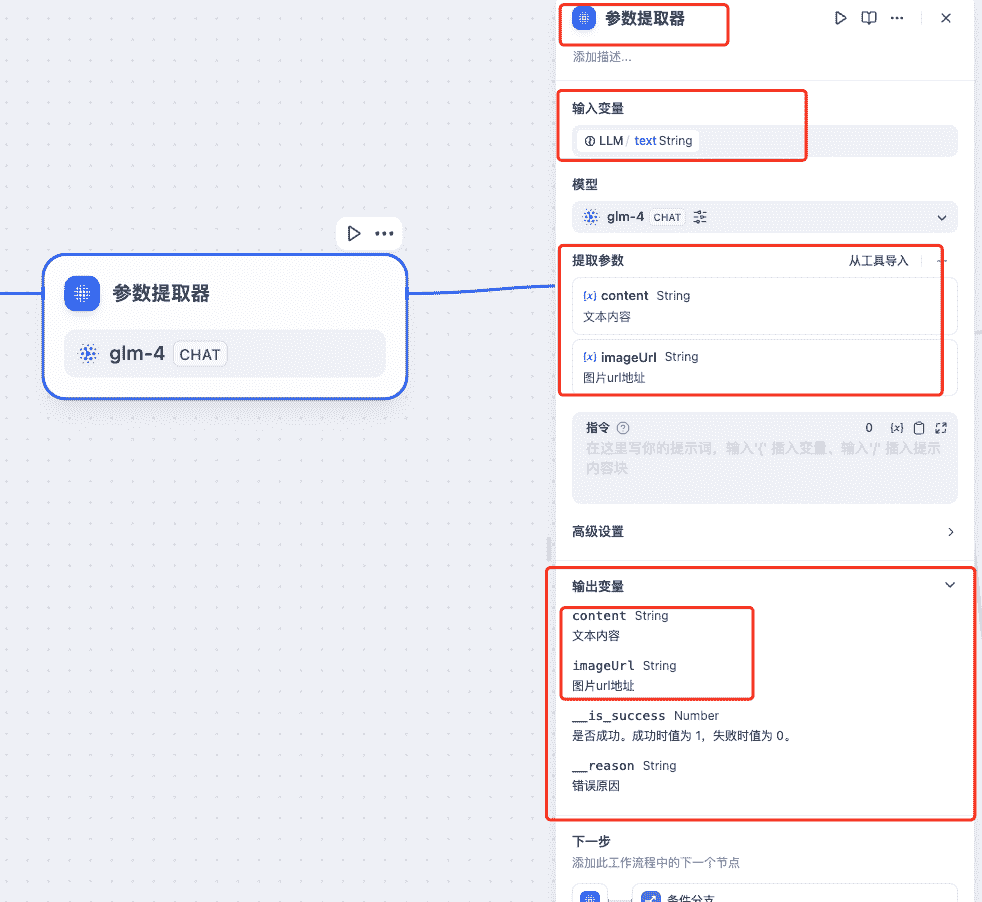 参数提取器
glm-4 CHAT
参数提取器
添加描述...
输入变量
LLM / text String
模型
glm-4 CHAT
提取参数 从工具导入
{x} content String
文本内容
{x} imageUrl String
图片url地址
指令 0 {x}
在这里写你的提示词，输入'{' 插入变量、输入'/' 插入提示
内容块
高级设置
输出变量
content String
文本内容
imageUrl String
图片url地址
__is_success Number
是否成功。成功时值为 1，失败时值为 0。
__reason String
错误原因
下一步
添加此工作流程中的下一个节点
条件分支